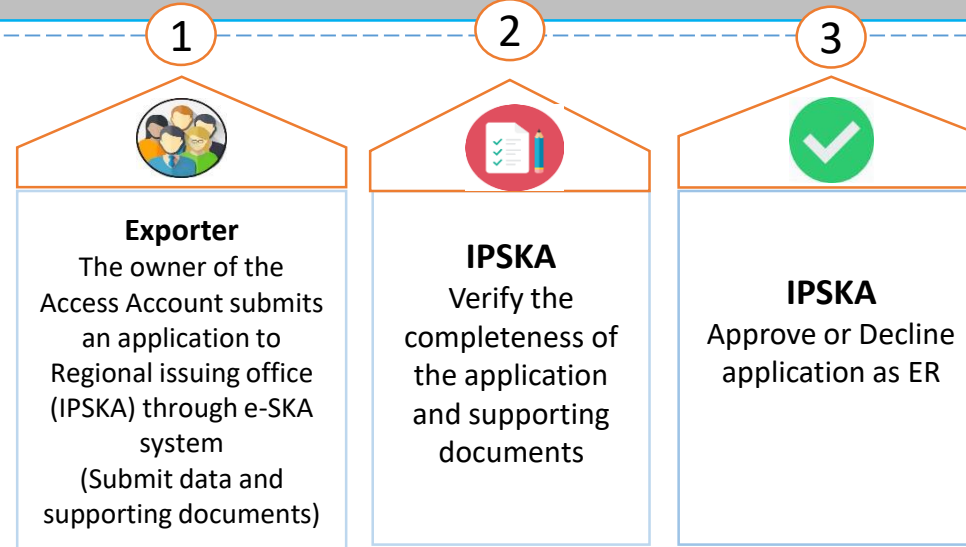 1
Exporter
The owner of the
Access Account submits
an application to
Regional issuing office
(IPSKA) through e-SKA
system
(Submit data and
supporting documents)
2
IPSKA
Verify the
completeness of
the application
and supporting
documents
3
IPSKA
Approve or Decline
application as ER